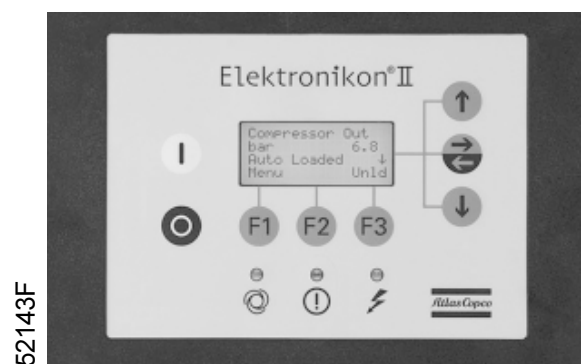 Elektronikon®II
Compressor Out
bar 6.8
Auto Loaded ↓
Menu Unld
F1 F2 F3
Atlas Copco
52143F